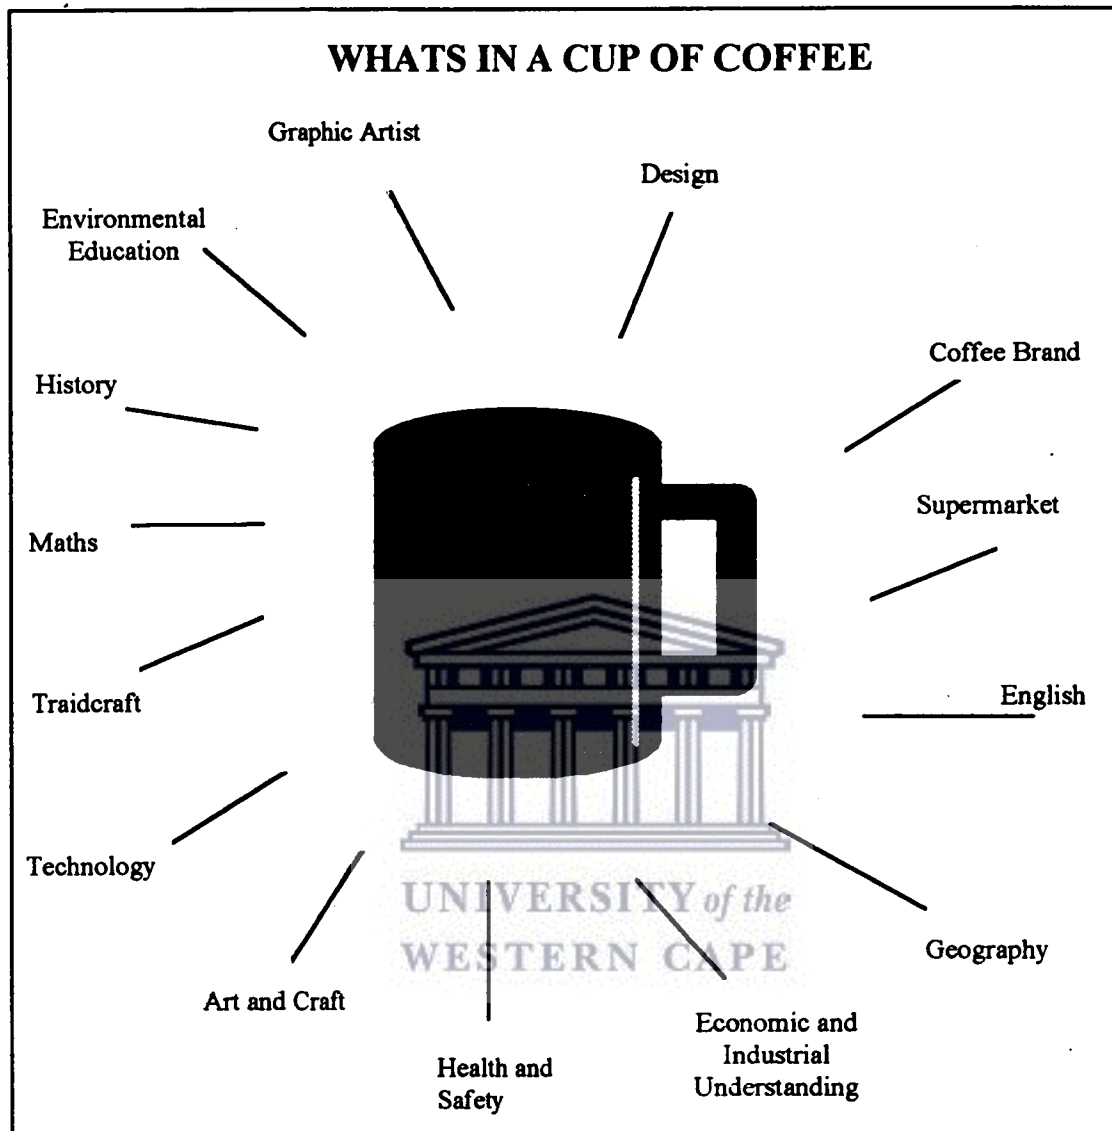 WHATS IN A CUP OF COFFEE
Graphic Artist
Design
Environmental
Education
Coffee Brand
History
Supermarket
Maths
English
Traidcraft
Technology
UNIVERSITY of the
WESTERN CAPE
Geography
Art and Craft
Economic and
Industrial
Understanding
Health and
Safety